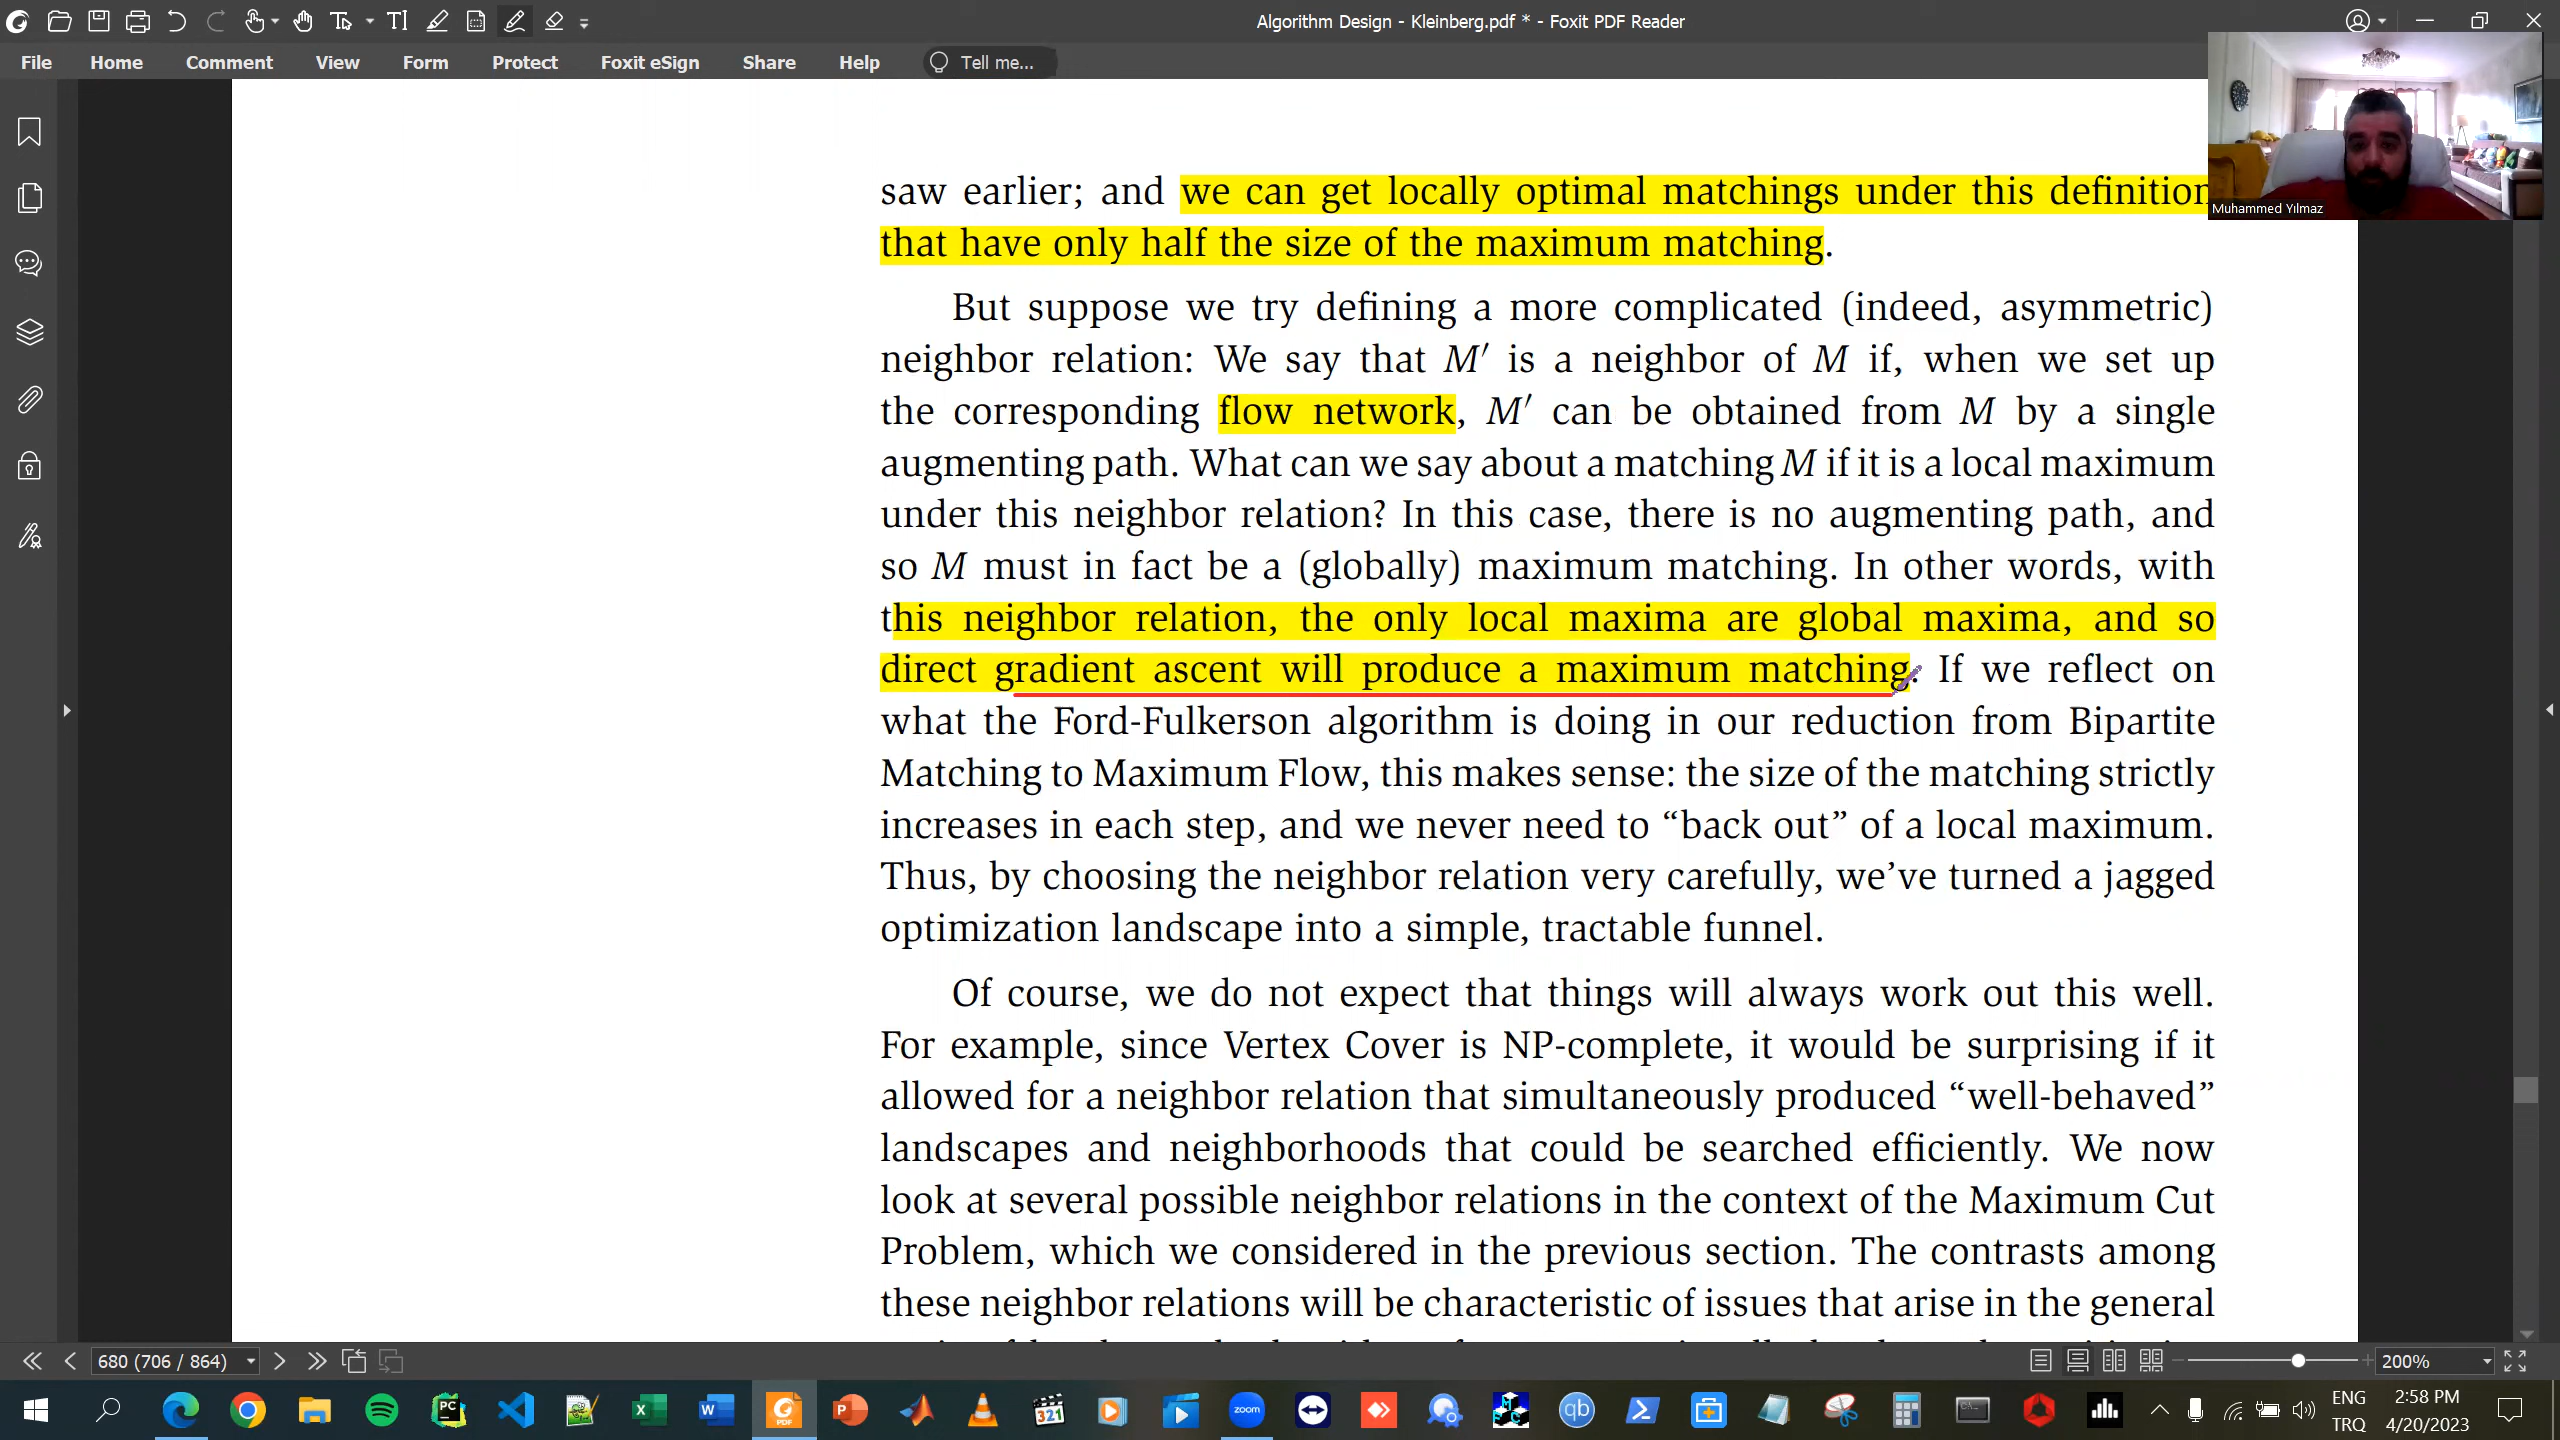 Algorithm Design - Kleinberg.pdf * - Foxit PDF Reader
File Home Comment View Form Protect Foxit eSign Share Help Tell me...
Muhammed Yılmaz
saw earlier; and we can get locally optimal matchings under this definition
that have only half the size of the maximum matching.
But suppose we try defining a more complicated (indeed, asymmetric)
neighbor relation: We say that M′ is a neighbor of M if, when we set up
the corresponding flow network, M′ can be obtained from M by a single
augmenting path. What can we say about a matching M if it is a local maximum
under this neighbor relation? In this case, there is no augmenting path, and
so M must in fact be a (globally) maximum matching. In other words, with
this neighbor relation, the only local maxima are global maxima, and so
direct gradient ascent will produce a maximum matching. If we reflect on
what the Ford-Fulkerson algorithm is doing in our reduction from Bipartite
Matching to Maximum Flow, this makes sense: the size of the matching strictly
increases in each step, and we never need to “back out” of a local maximum.
Thus, by choosing the neighbor relation very carefully, we’ve turned a jagged
optimization landscape into a simple, tractable funnel.
Of course, we do not expect that things will always work out this well.
For example, since Vertex Cover is NP-complete, it would be surprising if it
allowed for a neighbor relation that simultaneously produced “well-behaved”
landscapes and neighborhoods that could be searched efficiently. We now
look at several possible neighbor relations in the context of the Maximum Cut
Problem, which we considered in the previous section. The contrasts among
these neighbor relations will be characteristic of issues that arise in the general
680 (706 / 864)
200%
zoom
ENG
TRQ
2:58 PM
4/20/2023